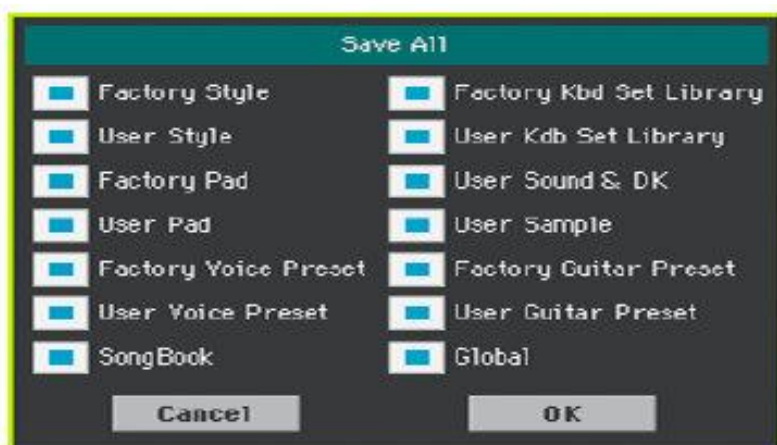 Save All
Factory Style
Factory Kbd Set Library
User Style
User Kdb Set Library
Factory Pad
User Sound & DK
User Pad
User Sample
Factory Voice Preset
Factory Guitar Preset
User Voice Preset
User Guitar Preset
SongBook
Global
Cancel
OK